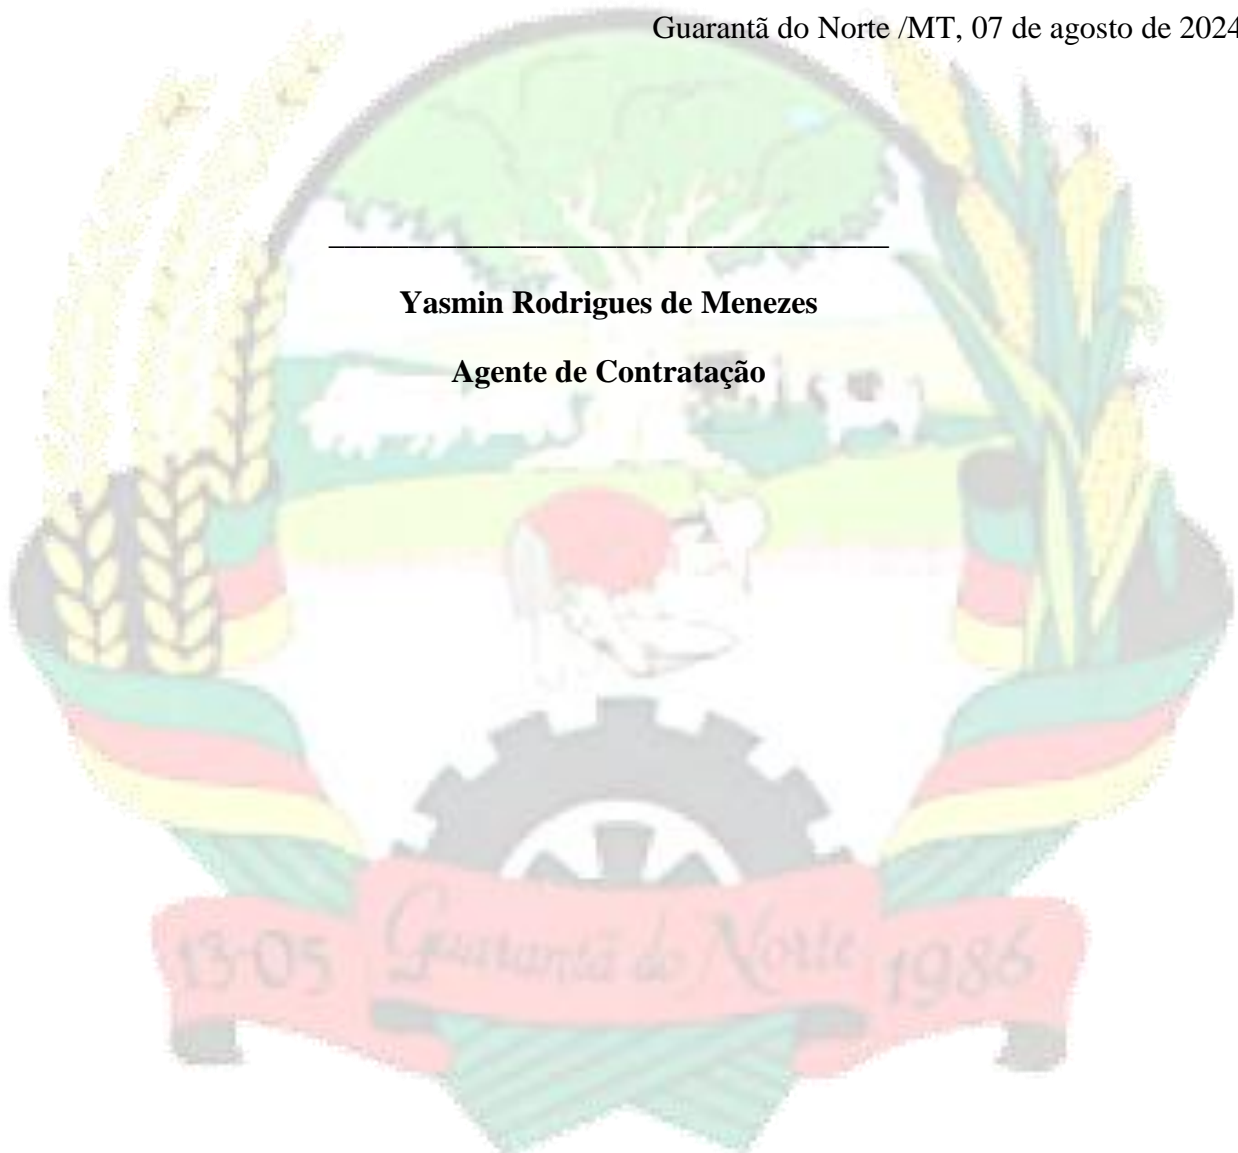 Guarantã do Norte /MT, 07 de agosto de 2024
Yasmin Rodrigues de Menezes
Agente de Contratação
13-05 Guarantã do Norte 1986